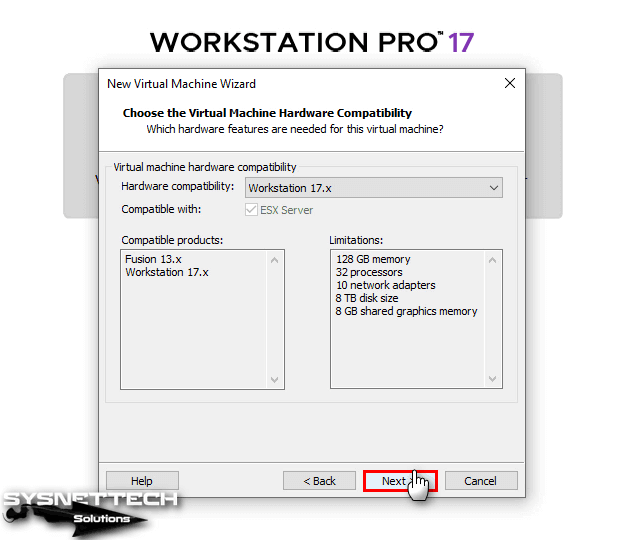 WORKSTATION PRO™ 17
New Virtual Machine Wizard
Choose the Virtual Machine Hardware Compatibility
Which hardware features are needed for this virtual machine?
Virtual machine hardware compatibility
Hardware compatibility: Workstation 17.x
Compatible with: ESX Server
Compatible products:
Fusion 13.x
Workstation 17.x
Limitations:
128 GB memory
32 processors
10 network adapters
8 TB disk size
8 GB shared graphics memory
Help
< Back
Next
Cancel
SYSNETTECH
Solutions